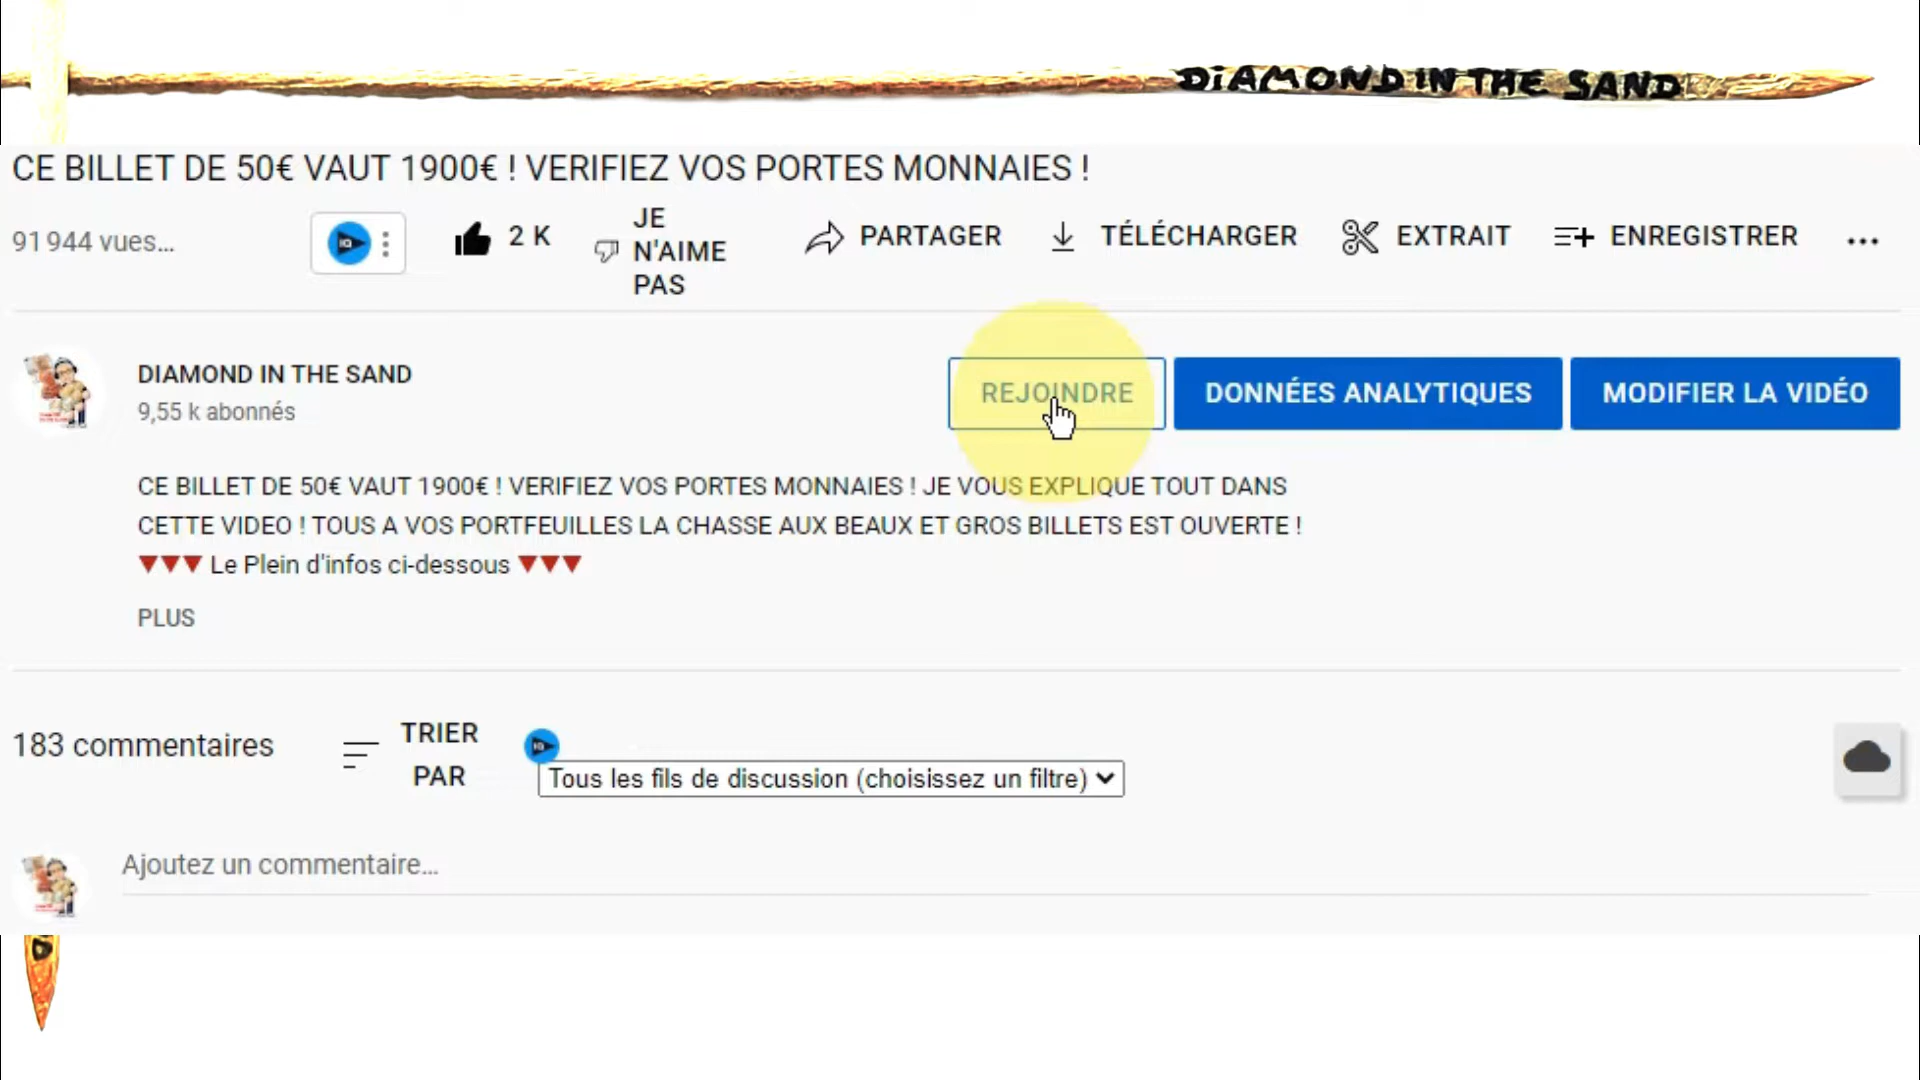 DiAMOND IN THE SAND
CE BILLET DE 50€ VAUT 1900€ ! VERIFIEZ VOS PORTES MONNAIES !
91 944 vues...
2 K
JE
N'AIME
PAS
PARTAGER
TÉLÉCHARGER
EXTRAIT
ENREGISTRER
DIAMOND IN THE SAND
9,55 k abonnés
REJOINDRE
DONNÉES ANALYTIQUES
MODIFIER LA VIDÉO
CE BILLET DE 50€ VAUT 1900€ ! VERIFIEZ VOS PORTES MONNAIES ! JE VOUS EXPLIQUE TOUT DANS
CETTE VIDEO ! TOUS A VOS PORTFEUILLES LA CHASSE AUX BEAUX ET GROS BILLETS EST OUVERTE !
▼▼▼ Le Plein d'infos ci-dessous ▼▼▼
PLUS
183 commentaires
TRIER
PAR
Tous les fils de discussion (choisissez un filtre)
Ajoutez un commentaire...